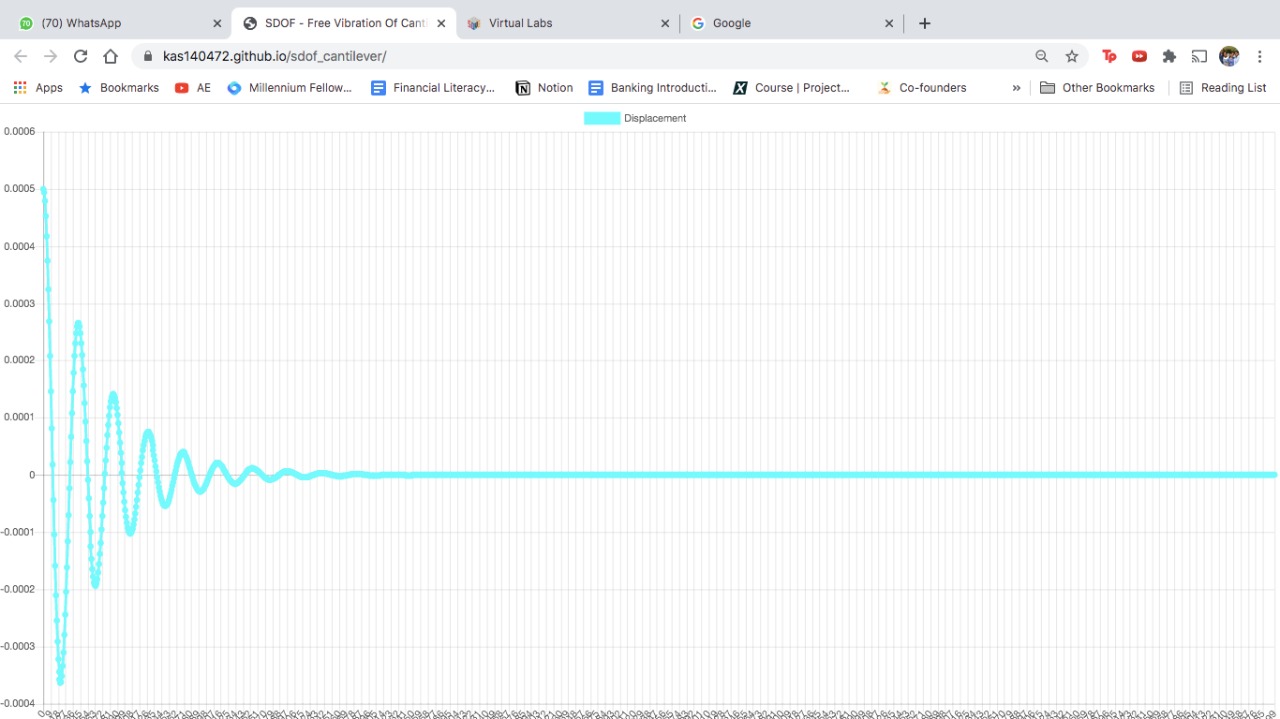 70 (70) WhatsApp SDOF - Free Vibration Of Canti Virtual Labs Google
kas140472.github.io/sdof_cantilever/
Apps Bookmarks AE Millennium Fellow... Financial Literacy... Notion Banking Introducti... Course | Project... Co-founders » Other Bookmarks Reading List
Displacement
0.0006
0.0005
0.0004
0.0003
0.0002
0.0001
0
-0.0001
-0.0002
-0.0003
-0.0004